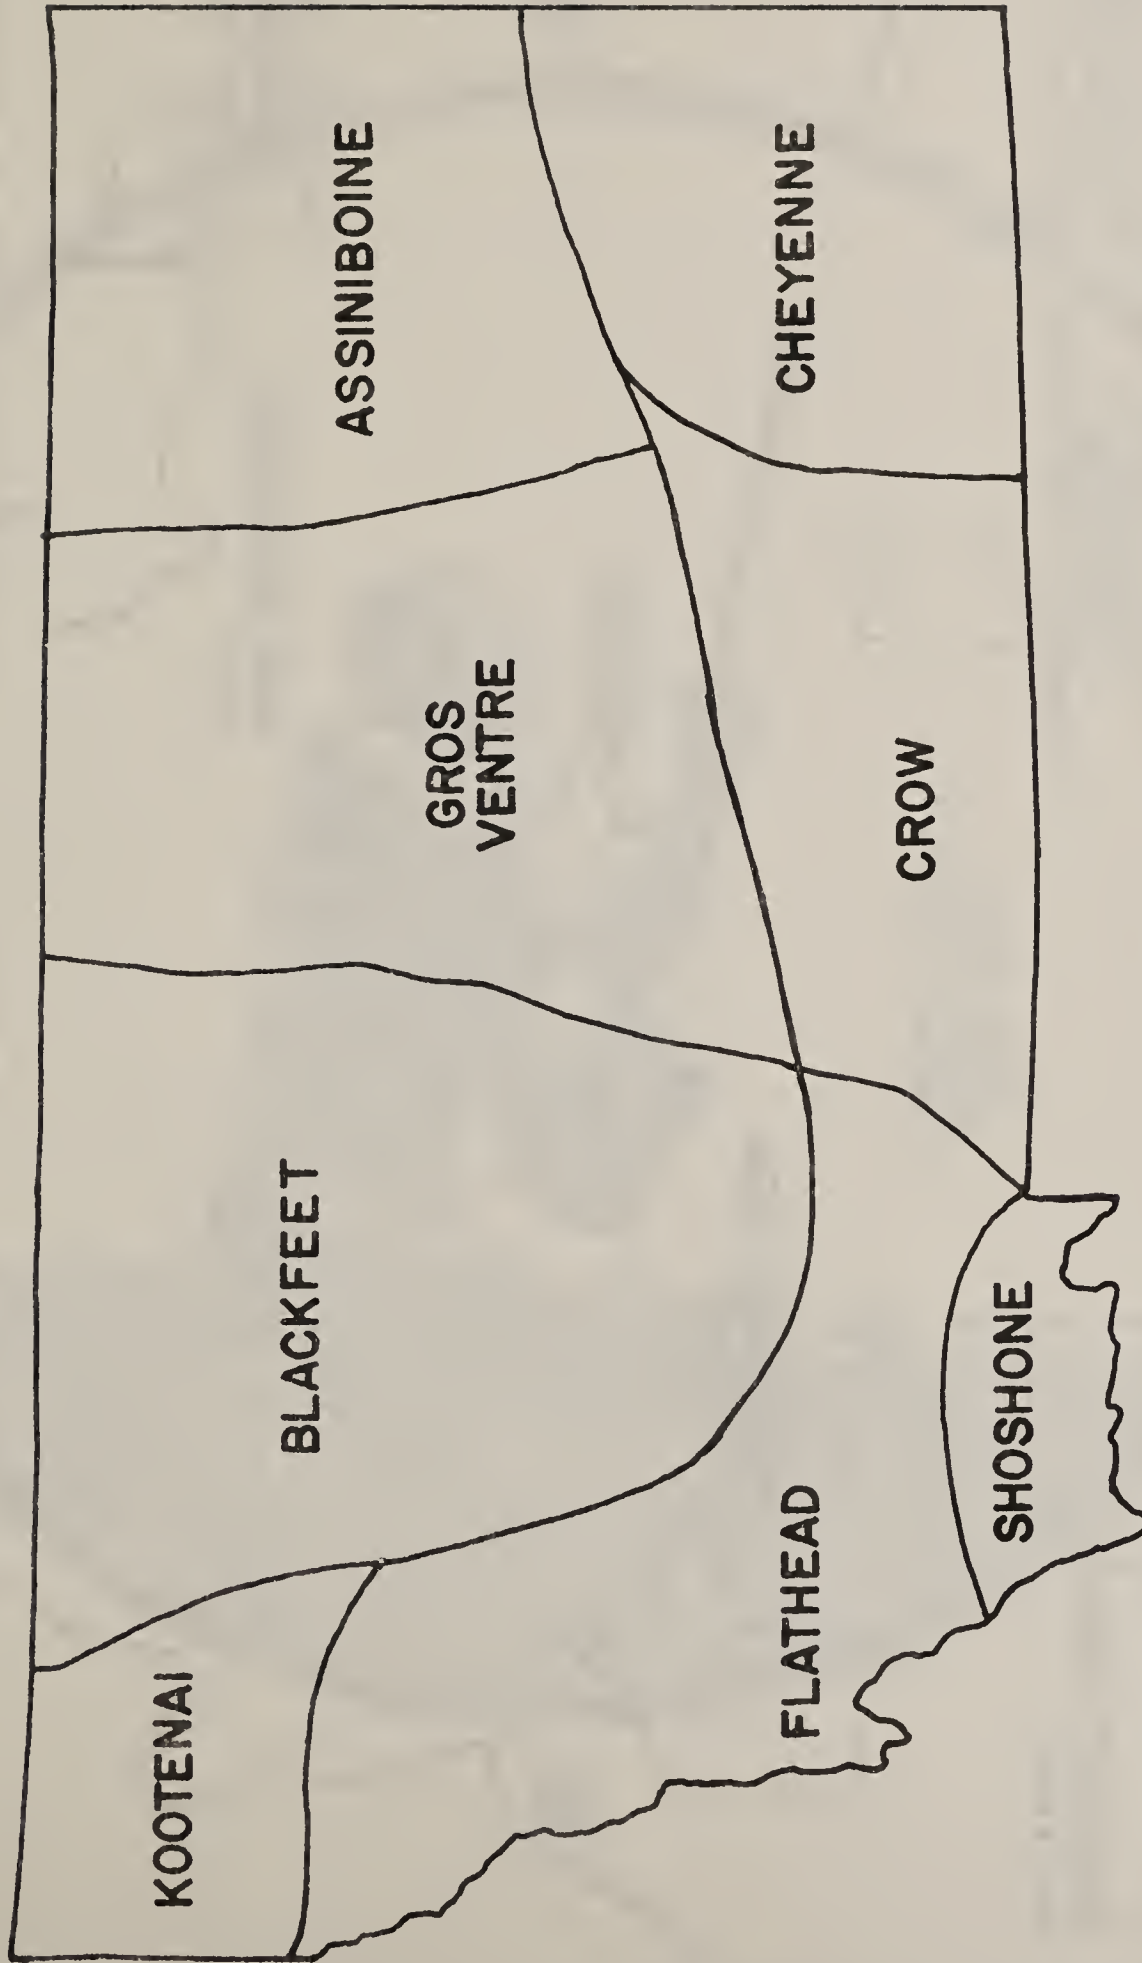 KOOTENAI
BLACKFEET
GROS
VENTRE
ASSINIBOINE
FLATHEAD
SHOSHONE
CROW
CHEYENNE